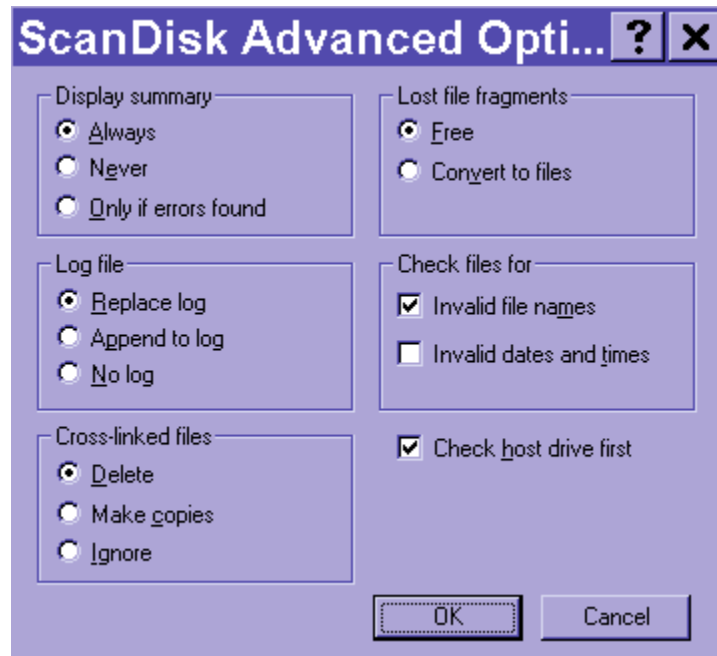 ScanDisk Advanced Opti...
Display summary
Always
Never
Only if errors found
Log file
Replace log
Append to log
No log
Cross-linked files
Delete
Make copies
Ignore
Lost file fragments
Free
Convert to files
Check files for
Invalid file names
Invalid dates and times
Check host drive first
OK
Cancel